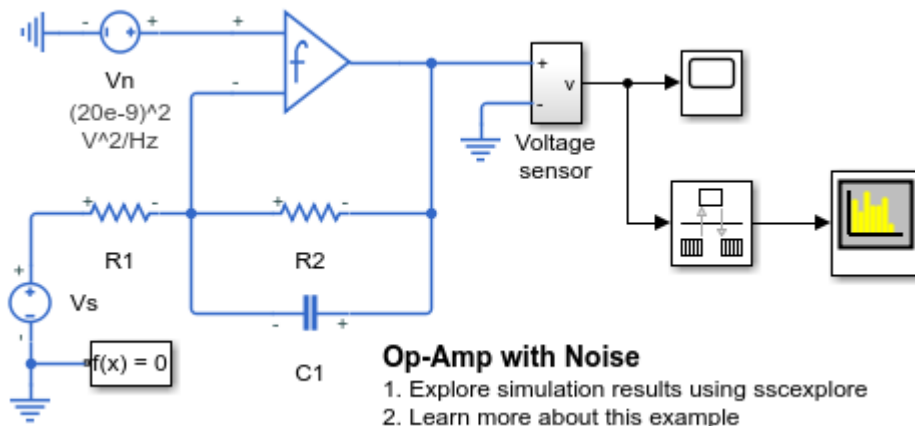 - + +
Vn
(20e-9)^2
V^2/Hz
-
f
+
v
-
Voltage
sensor
+ -
R1
+ -
R2
+
Vs
-
f(x) = 0
- +
C1
Op-Amp with Noise
1. Explore simulation results using sscexplore
2. Learn more about this example